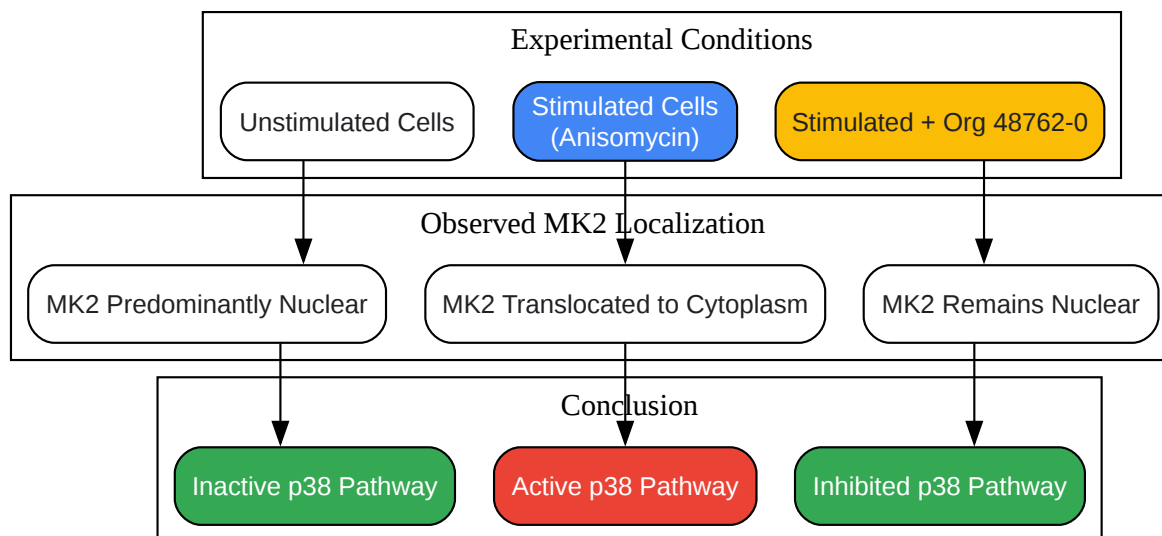 Experimental Conditions
Unstimulated Cells
Stimulated Cells
(Anisomycin)
Stimulated + Org 48762-0
Observed MK2 Localization
MK2 Predominantly Nuclear
MK2 Translocated to Cytoplasm
MK2 Remains Nuclear
Conclusion
Inactive p38 Pathway
Active p38 Pathway
Inhibited p38 Pathway